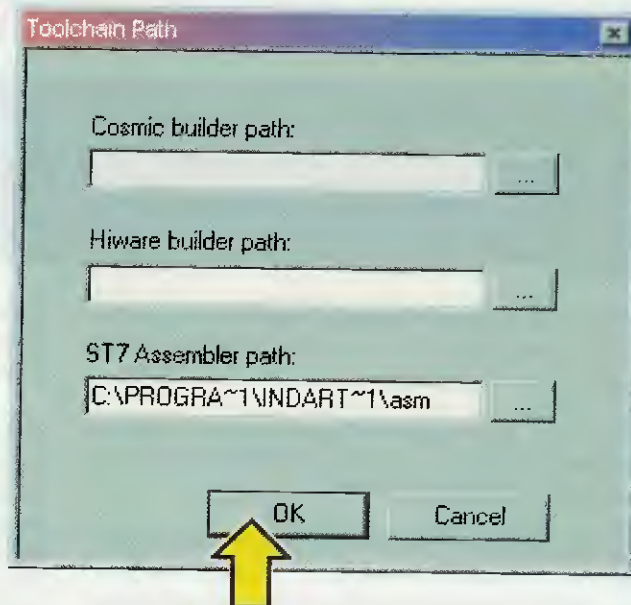 Toolchain Path
Cosmic builder path:
...
Hiware builder path:
...
ST7 Assembler path:
C:\PROGRA~1\INDART~1\asm
...
OK
Cancel